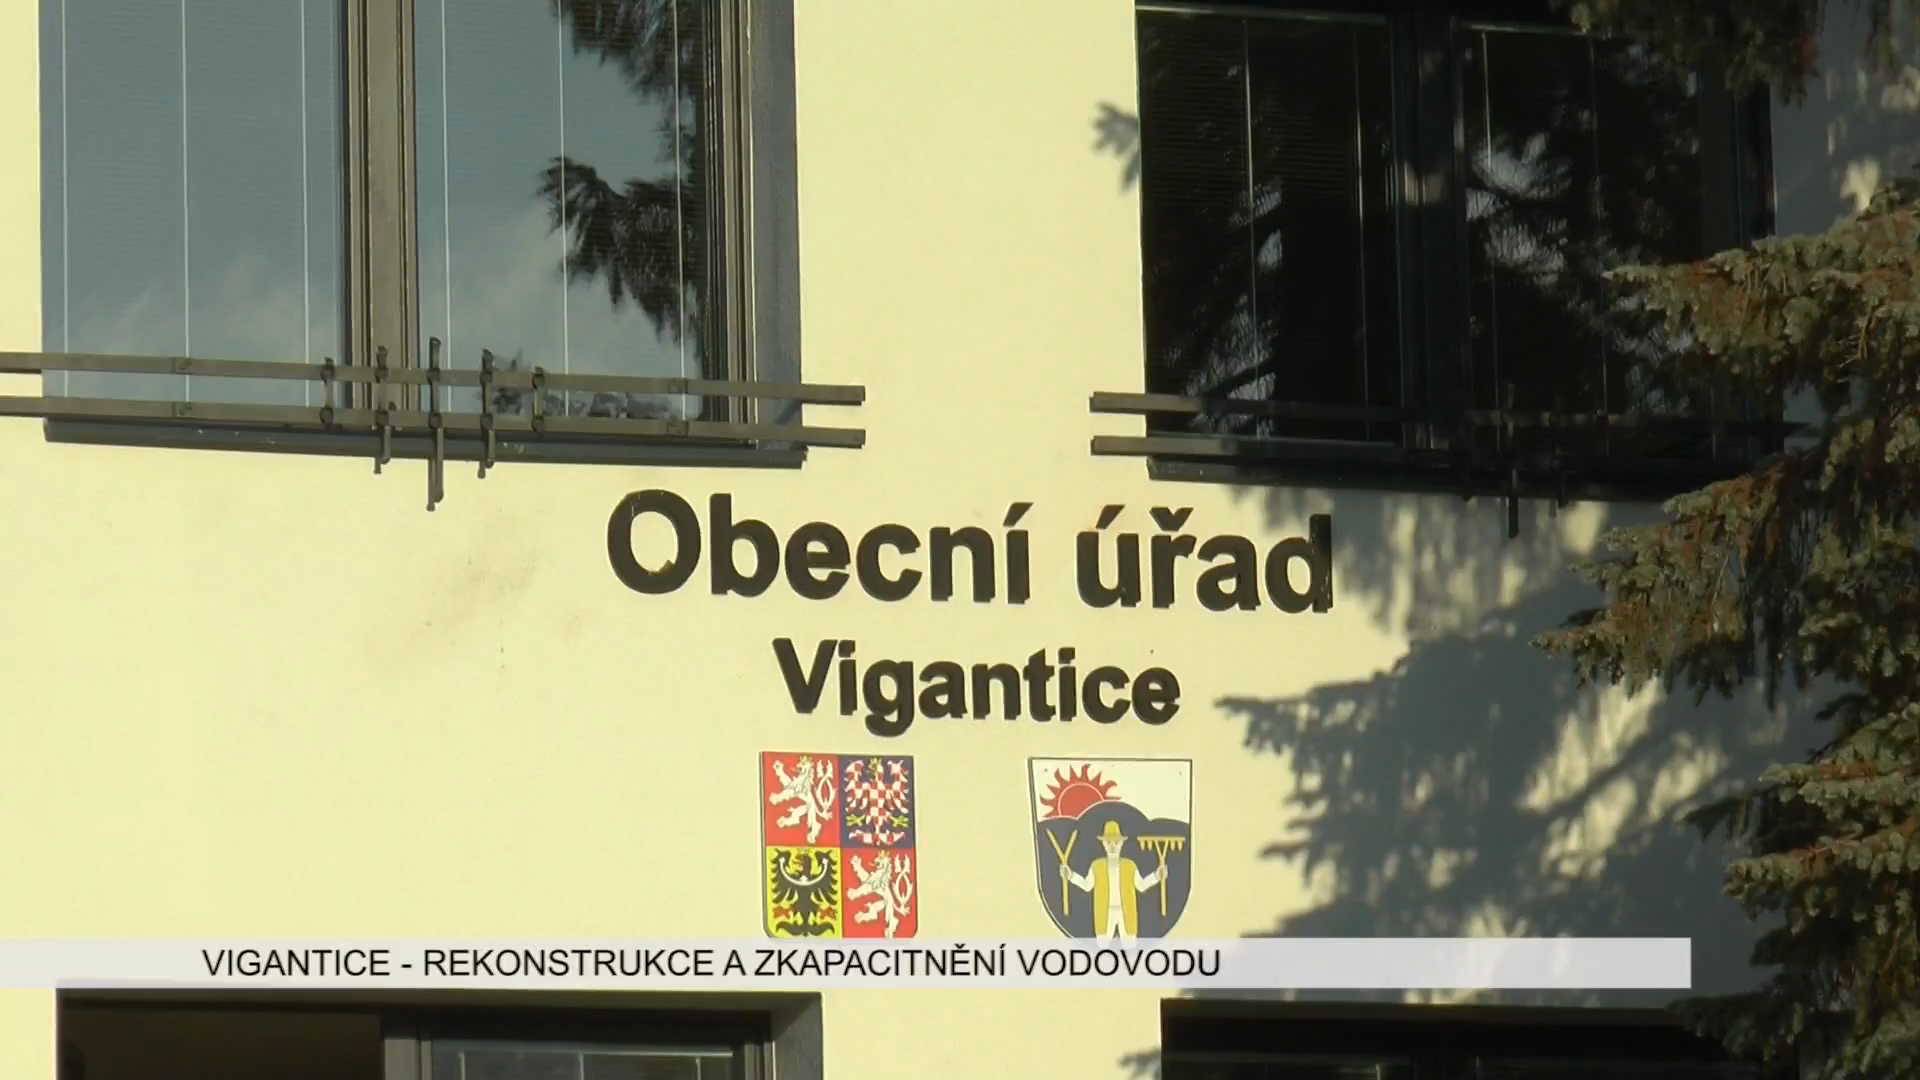 Obecní úřad
Vigantice
VIGANTICE - REKONSTRUKCE A ZKAPACITNĚNÍ VODOVODU